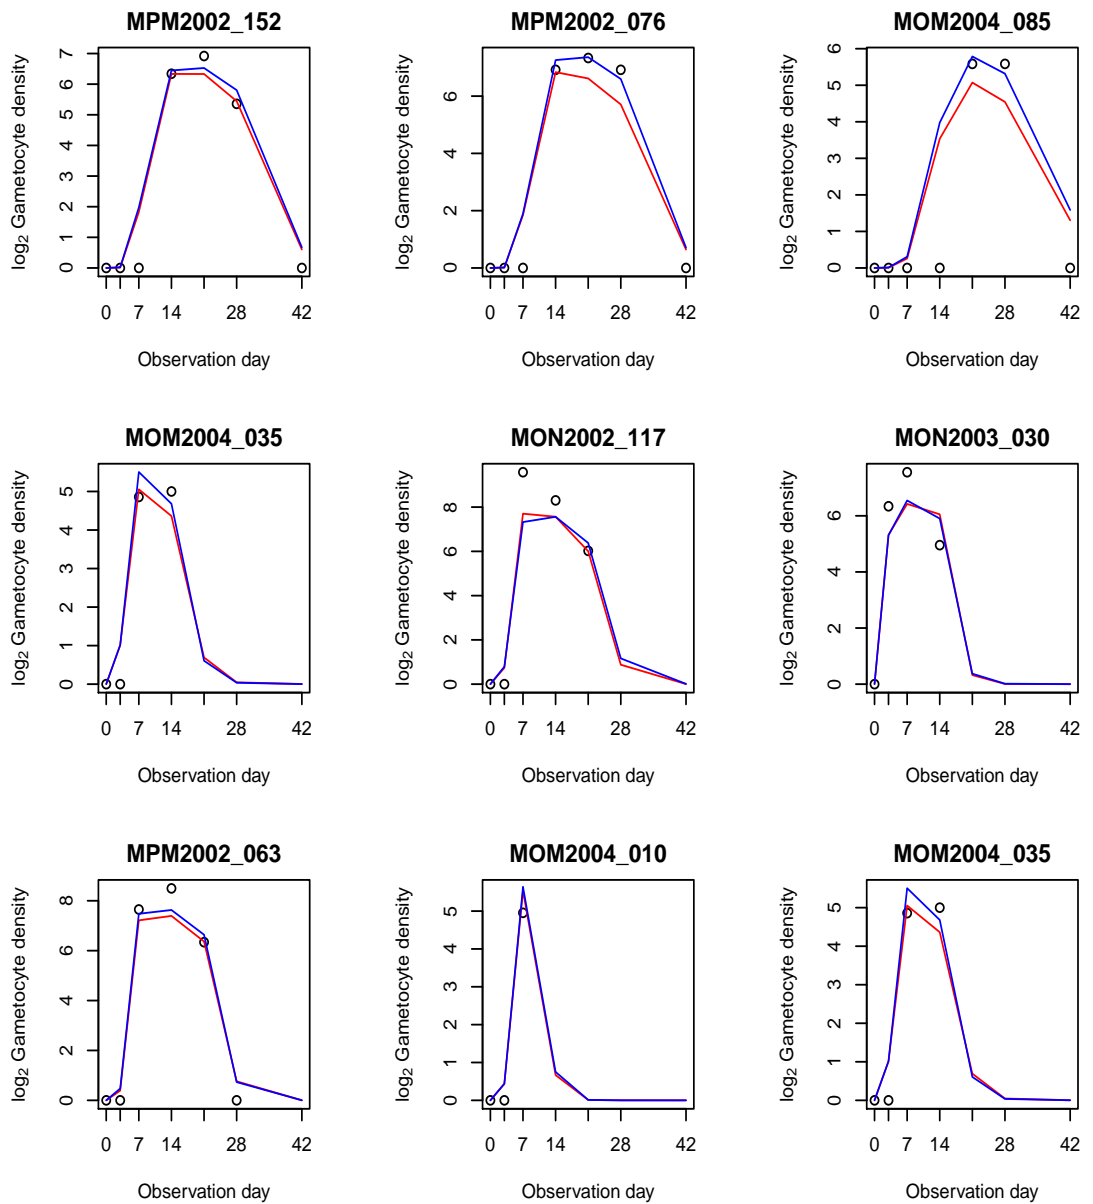 MPM2002_152 MPM2002_076 MOM2004_085
log₂ Gametocyte density
0 1 2 3 4 5 6 7
0 7 14 28 42
Observation day
log₂ Gametocyte density
0 2 4 6
0 7 14 28 42
Observation day
log₂ Gametocyte density
0 1 2 3 4 5 6
0 7 14 28 42
Observation day
MOM2004_035 MON2002_117 MON2003_030
log₂ Gametocyte density
0 1 2 3 4 5
0 7 14 28 42
Observation day
log₂ Gametocyte density
0 2 4 6 8
0 7 14 28 42
Observation day
log₂ Gametocyte density
0 2 4 6
0 7 14 28 42
Observation day
MPM2002_063 MOM2004_010 MOM2004_035
log₂ Gametocyte density
0 2 4 6 8
0 7 14 28 42
Observation day
log₂ Gametocyte density
0 1 2 3 4 5
0 7 14 28 42
Observation day
log₂ Gametocyte density
0 1 2 3 4 5
0 7 14 28 42
Observation day